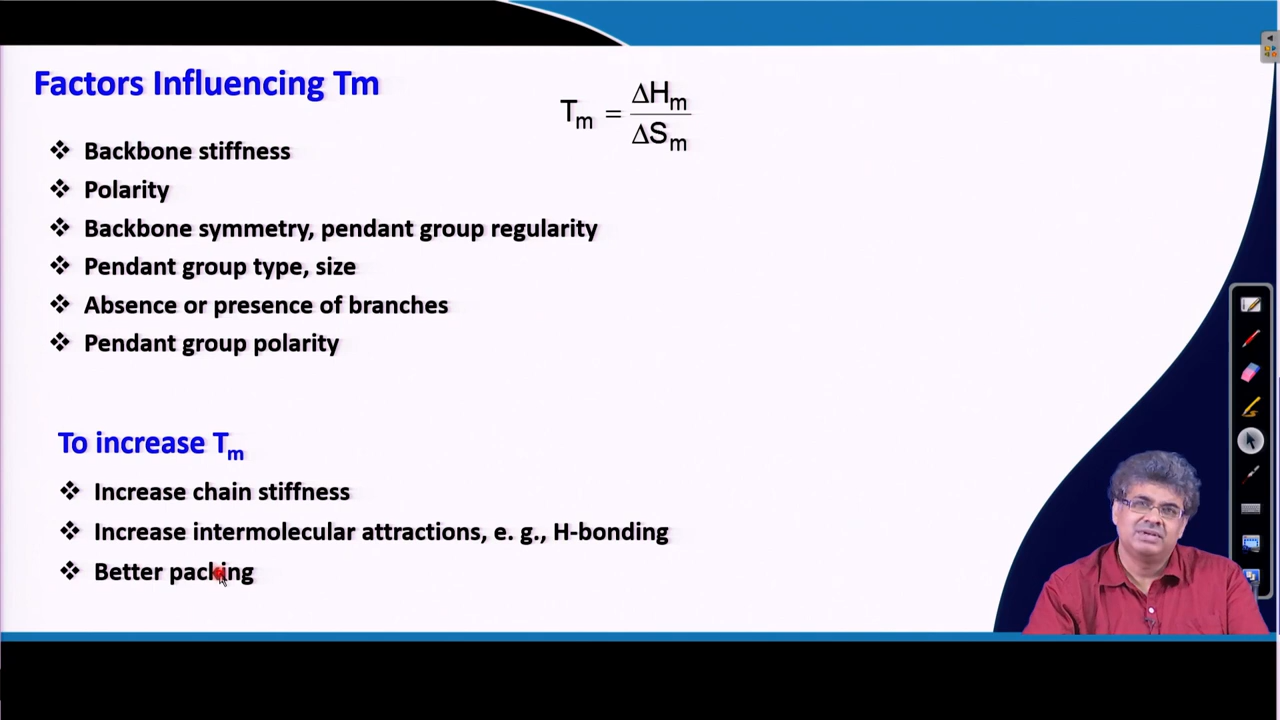 Factors Influencing Tm
Tm = ΔHm / ΔSm
❖ Backbone stiffness
❖ Polarity
❖ Backbone symmetry, pendant group regularity
❖ Pendant group type, size
❖ Absence or presence of branches
❖ Pendant group polarity
To increase Tm
❖ Increase chain stiffness
❖ Increase intermolecular attractions, e. g., H-bonding
❖ Better packing